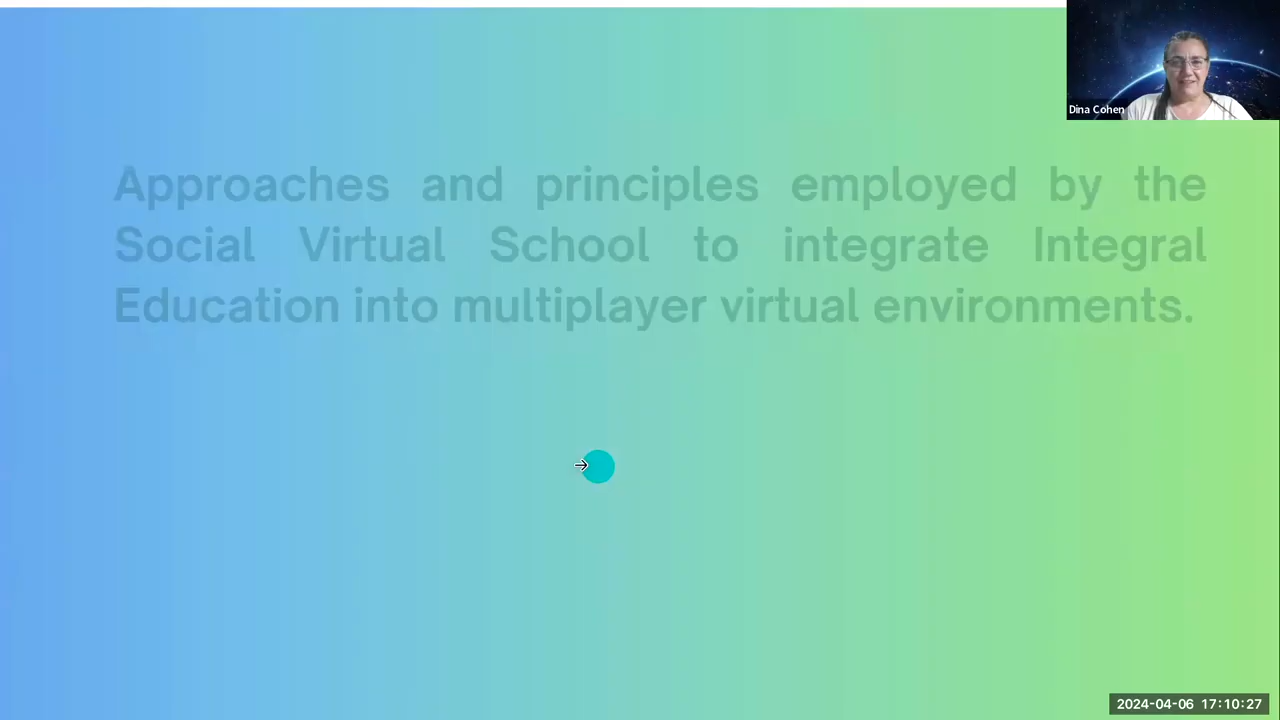 Dina Cohen
Approaches and principles employed by the
Social Virtual School to integrate Integral
Education into multiplayer virtual environments.
2024-04-06 17:10:27